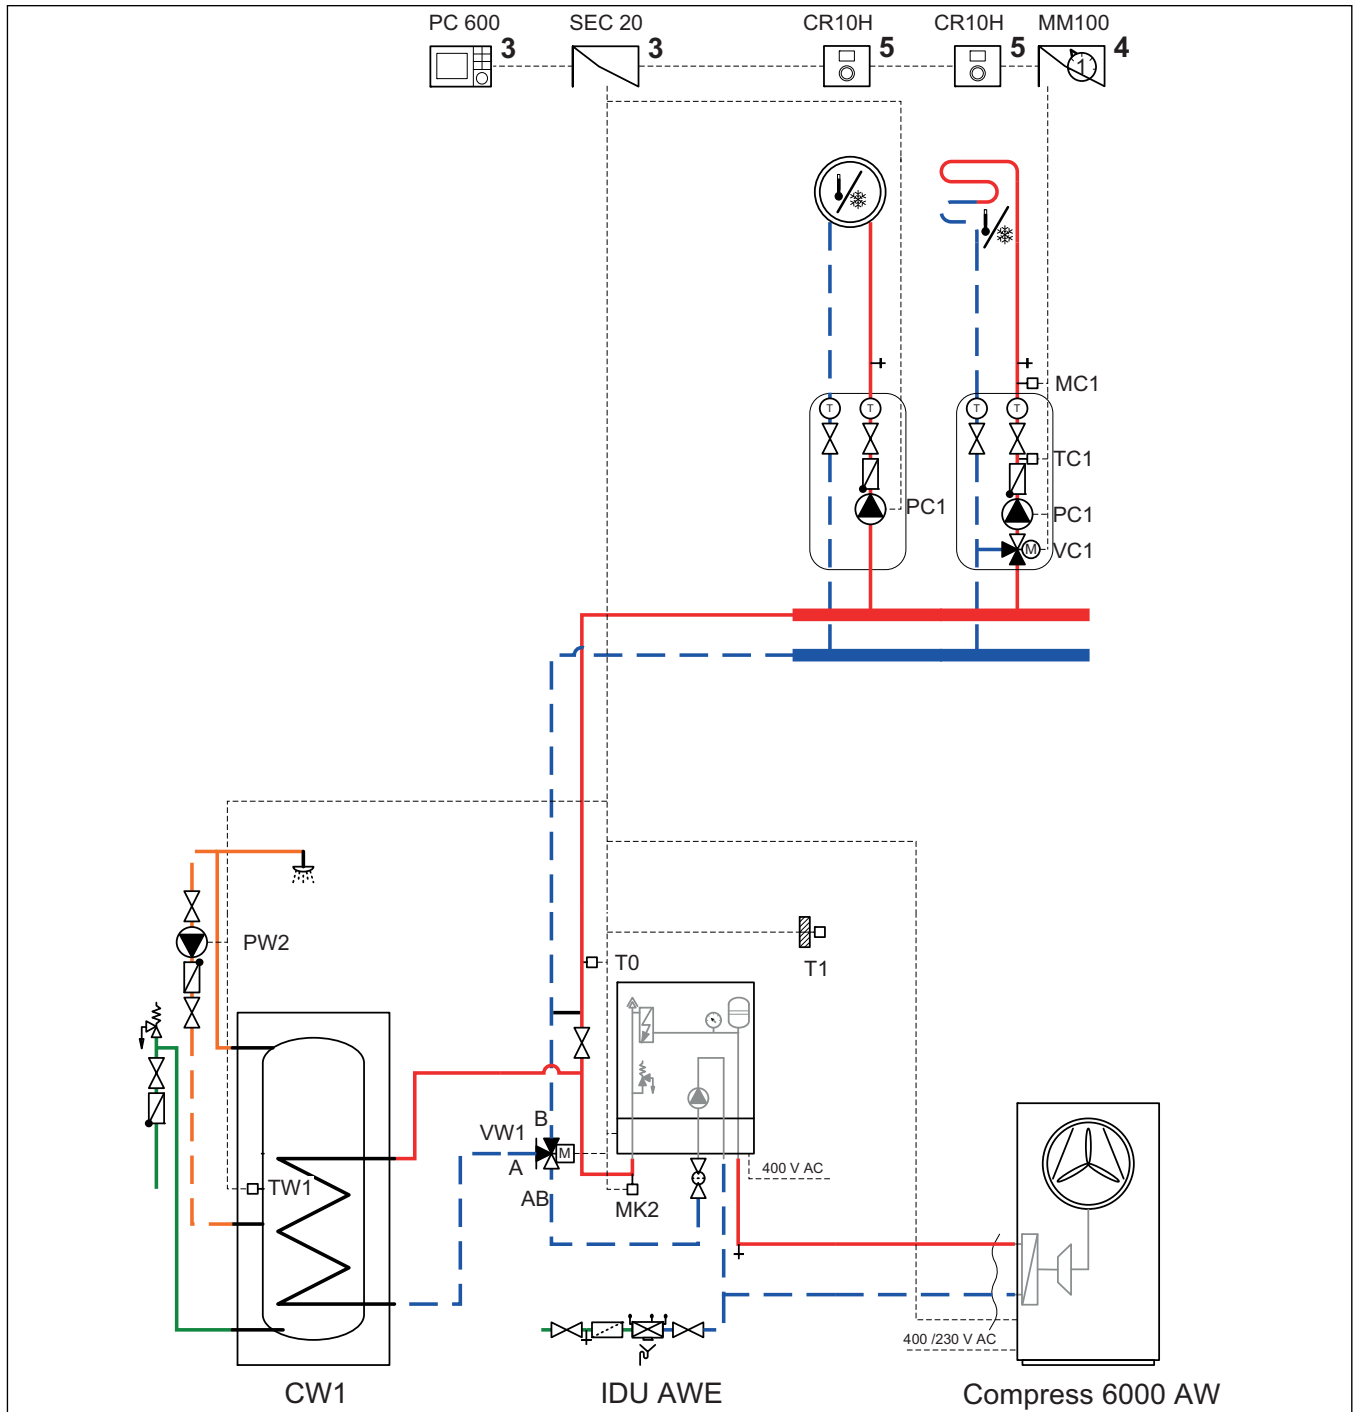 PC 600 3 SEC 20 3 CR10H 5 CR10H 5 MM100 4
1
MC1
T T T T
TC1
PC1 PC1
M VC1
PW2
T0 T1
B
VW1 M
A
400 V AC
TW1 AB MK2
400 /230 V AC
CW1 IDU AWE Compress 6000 AW